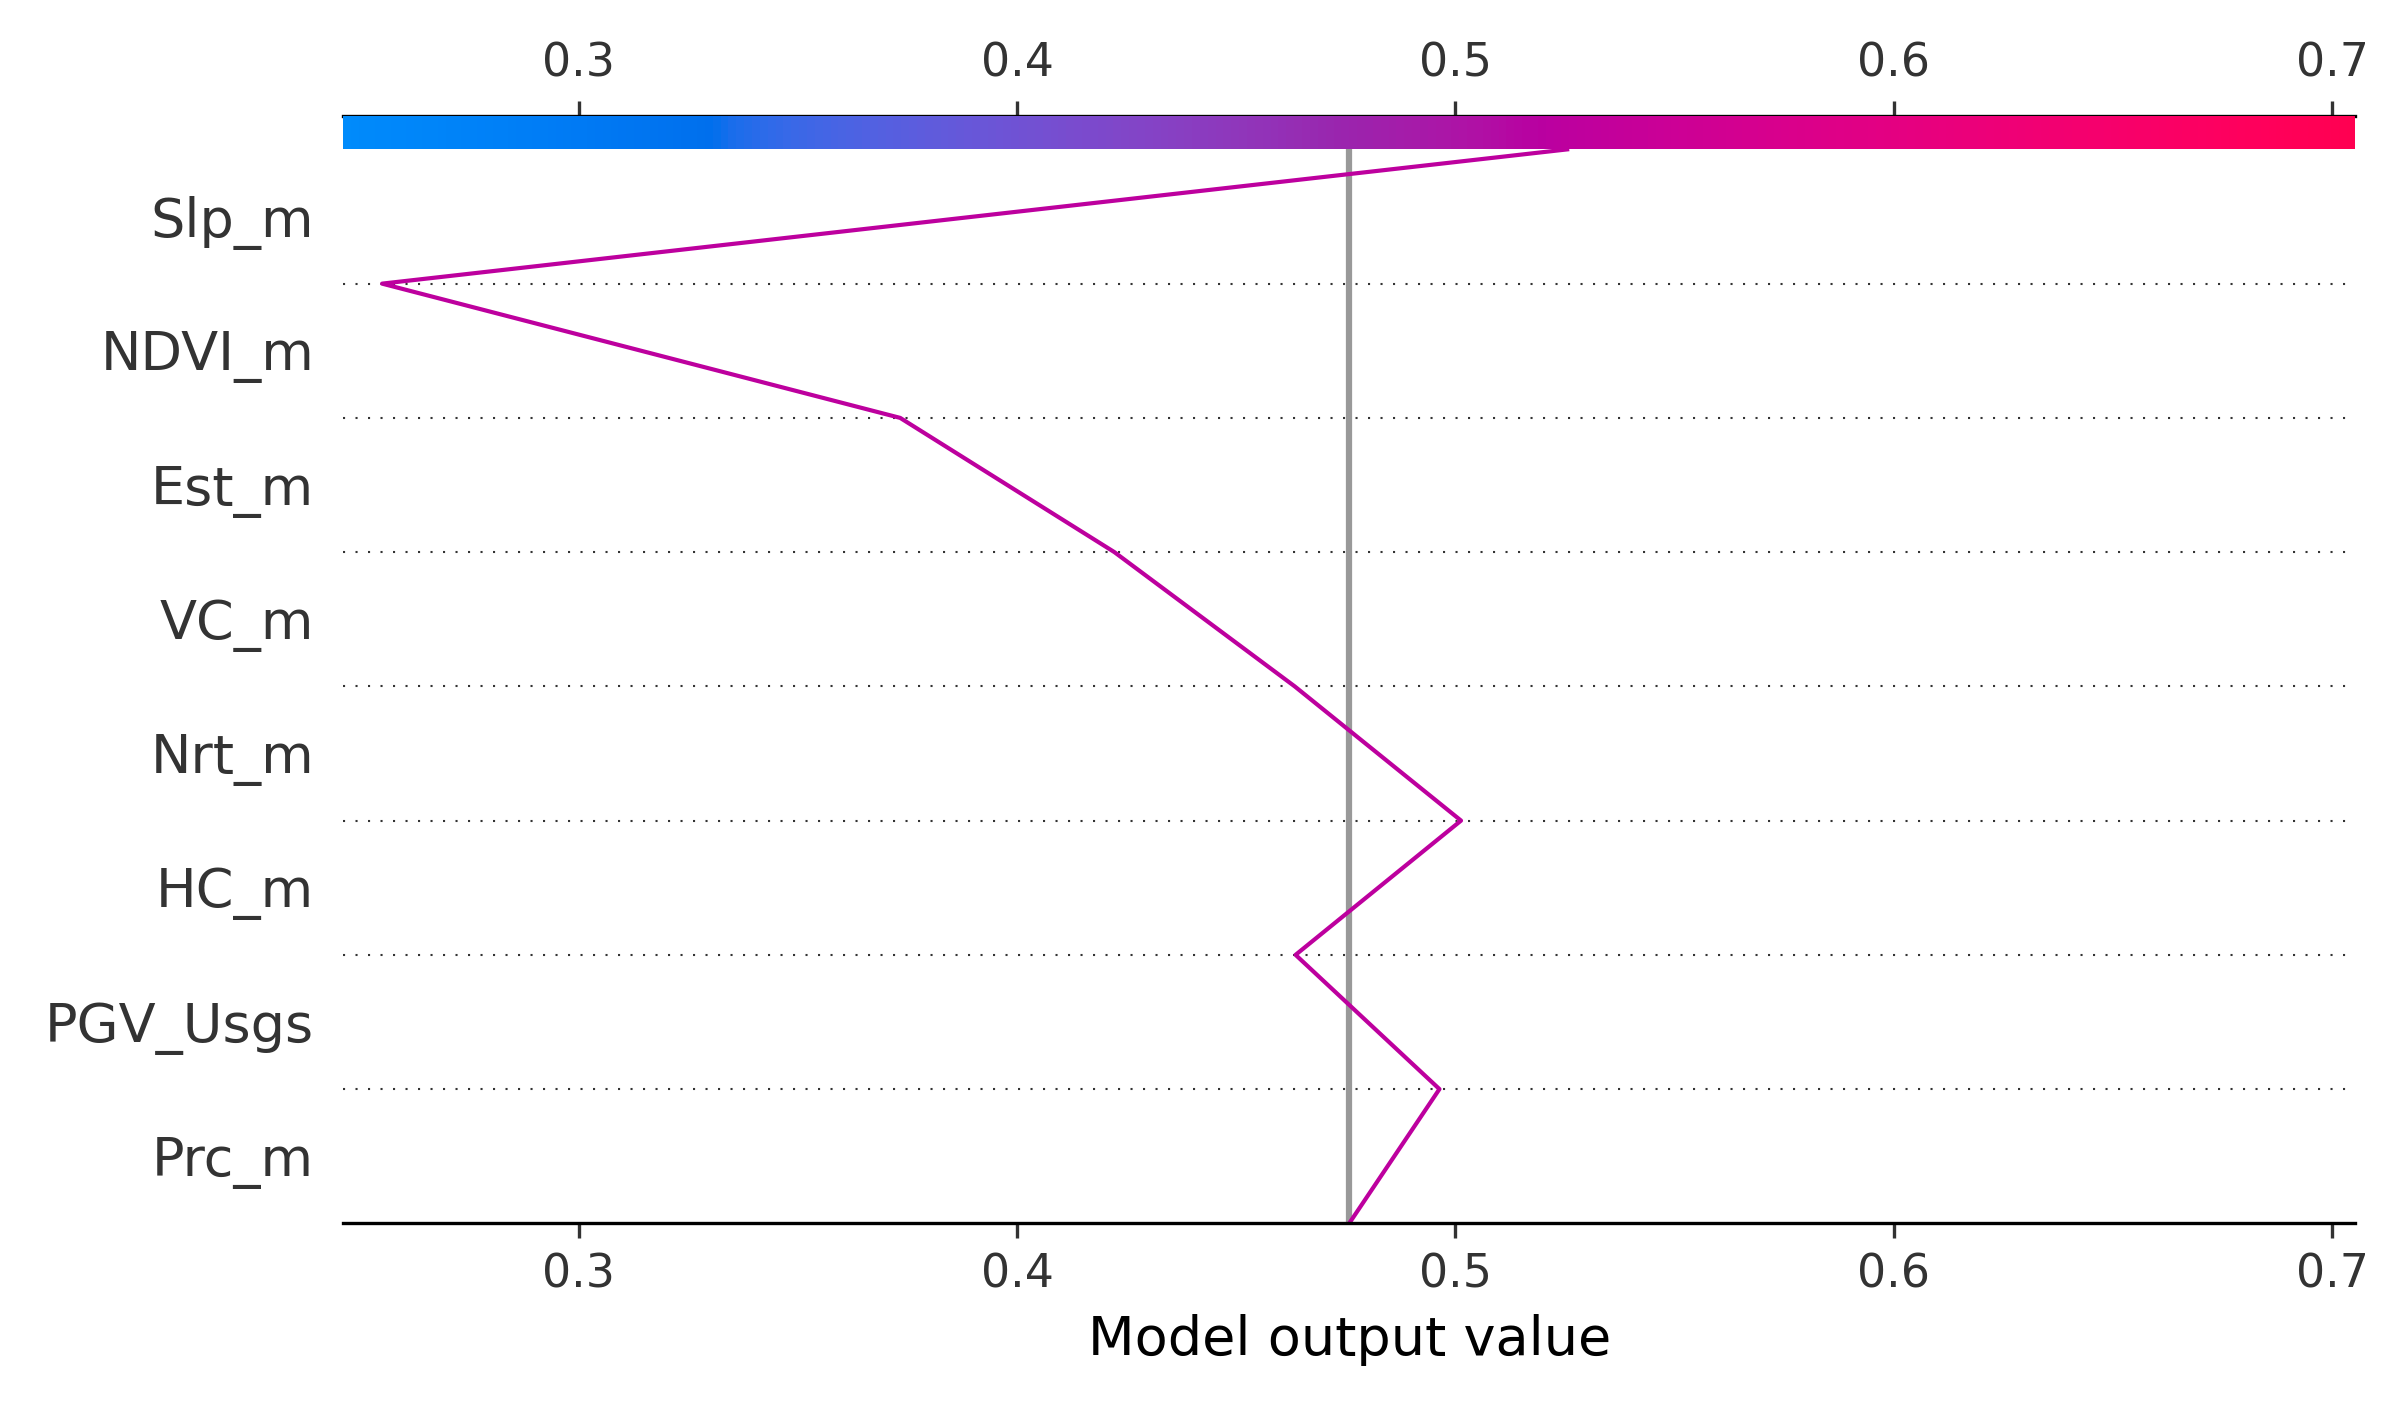 0.3 0.4 0.5 0.6 0.7
Slp_m
NDVI_m
Est_m
VC_m
Nrt_m
HC_m
PGV_Usgs
Prc_m
0.3 0.4 0.5 0.6 0.7
Model output value